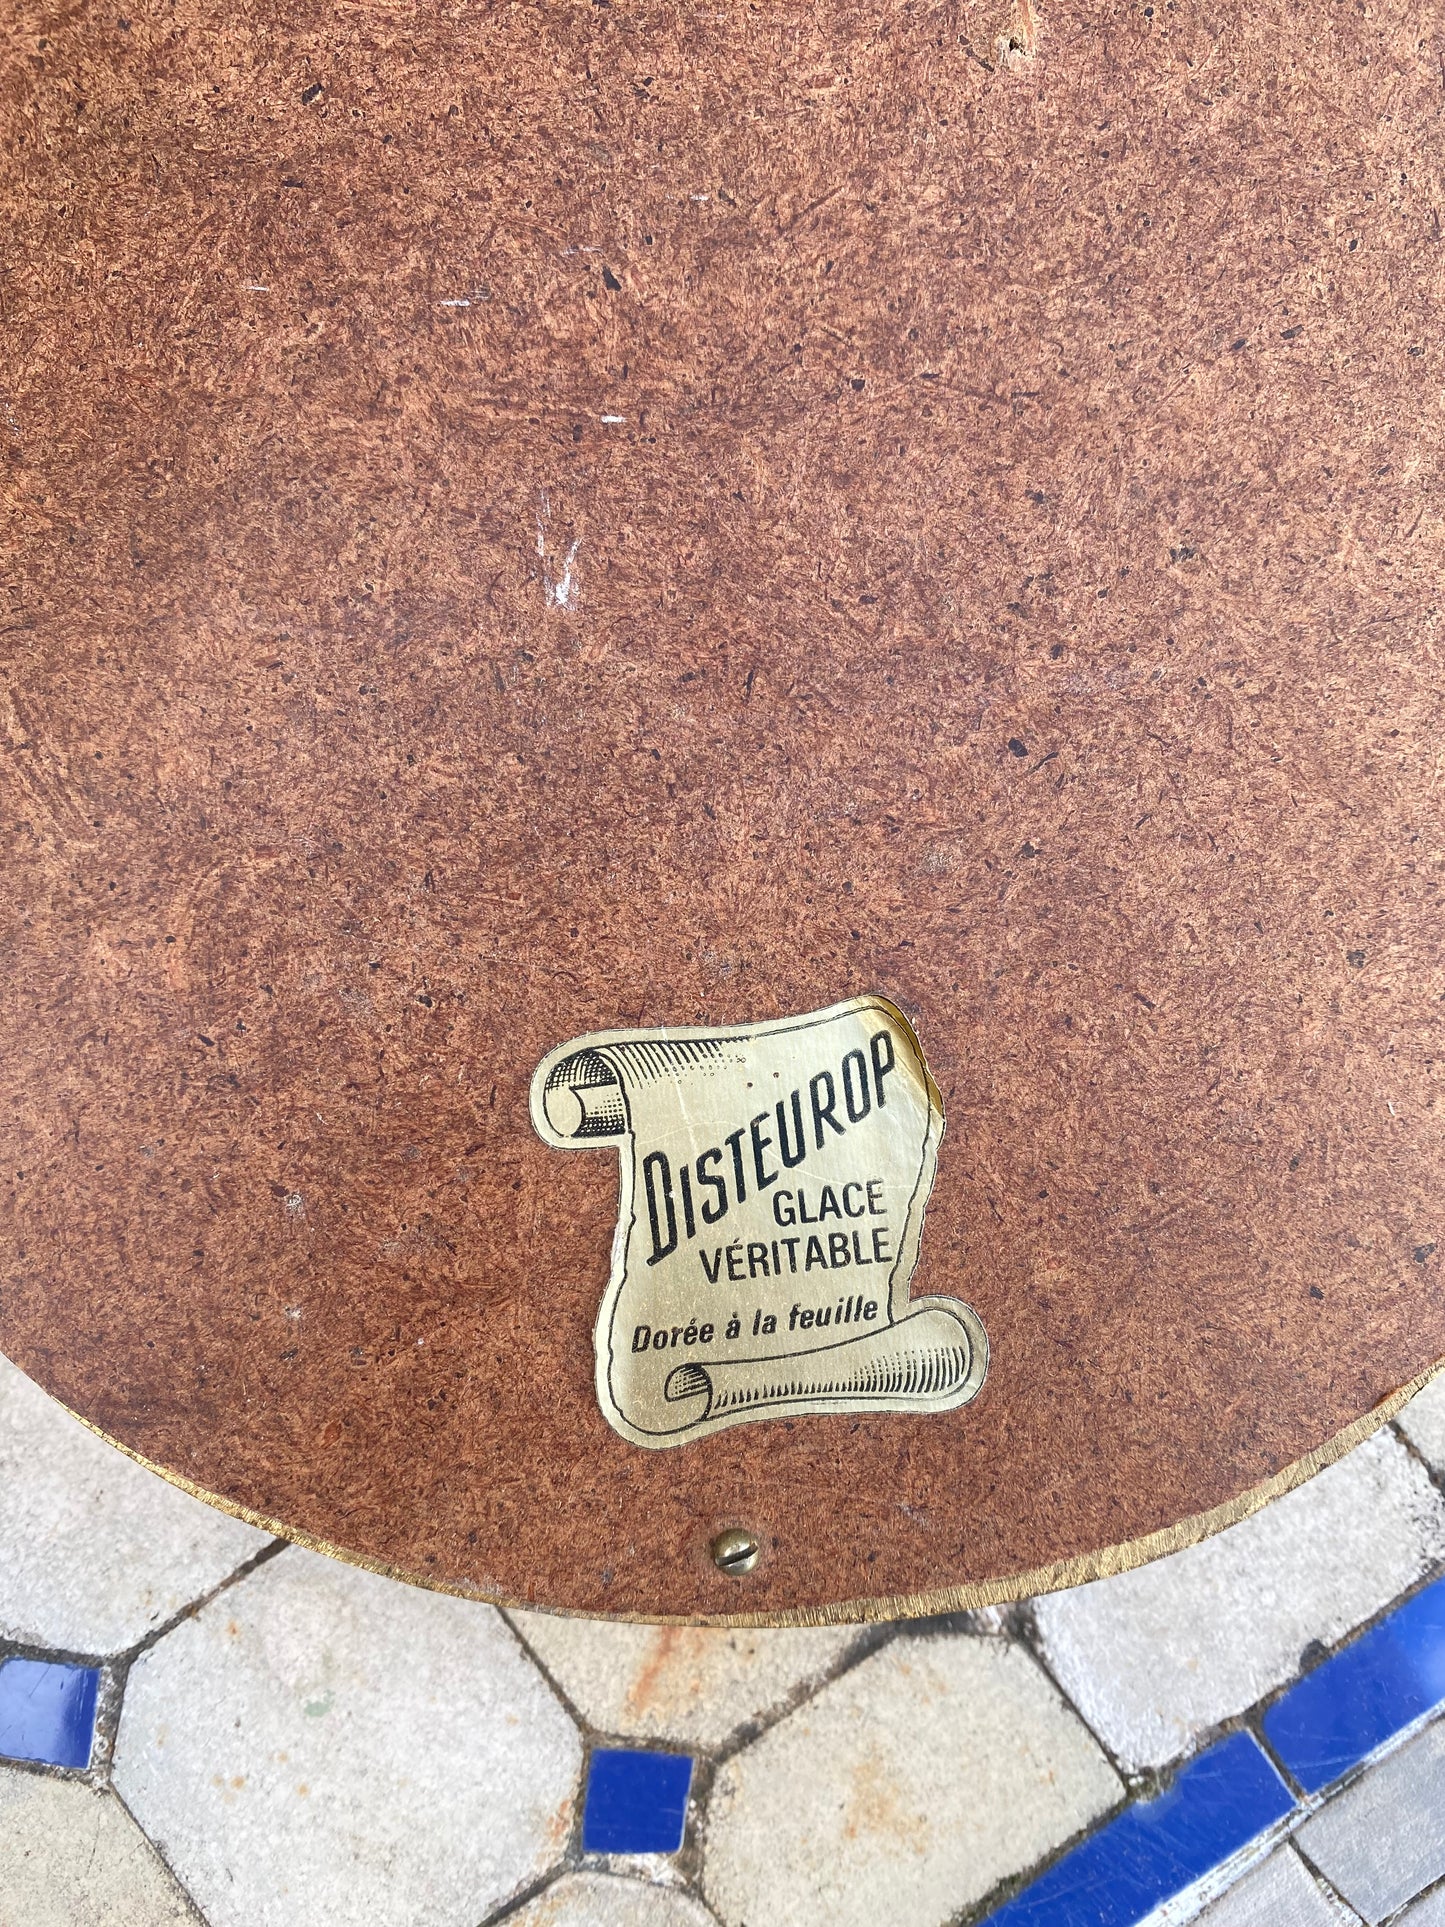 DISTEUROP
GLACE
VÉRITABLE
Dorée à la feuille